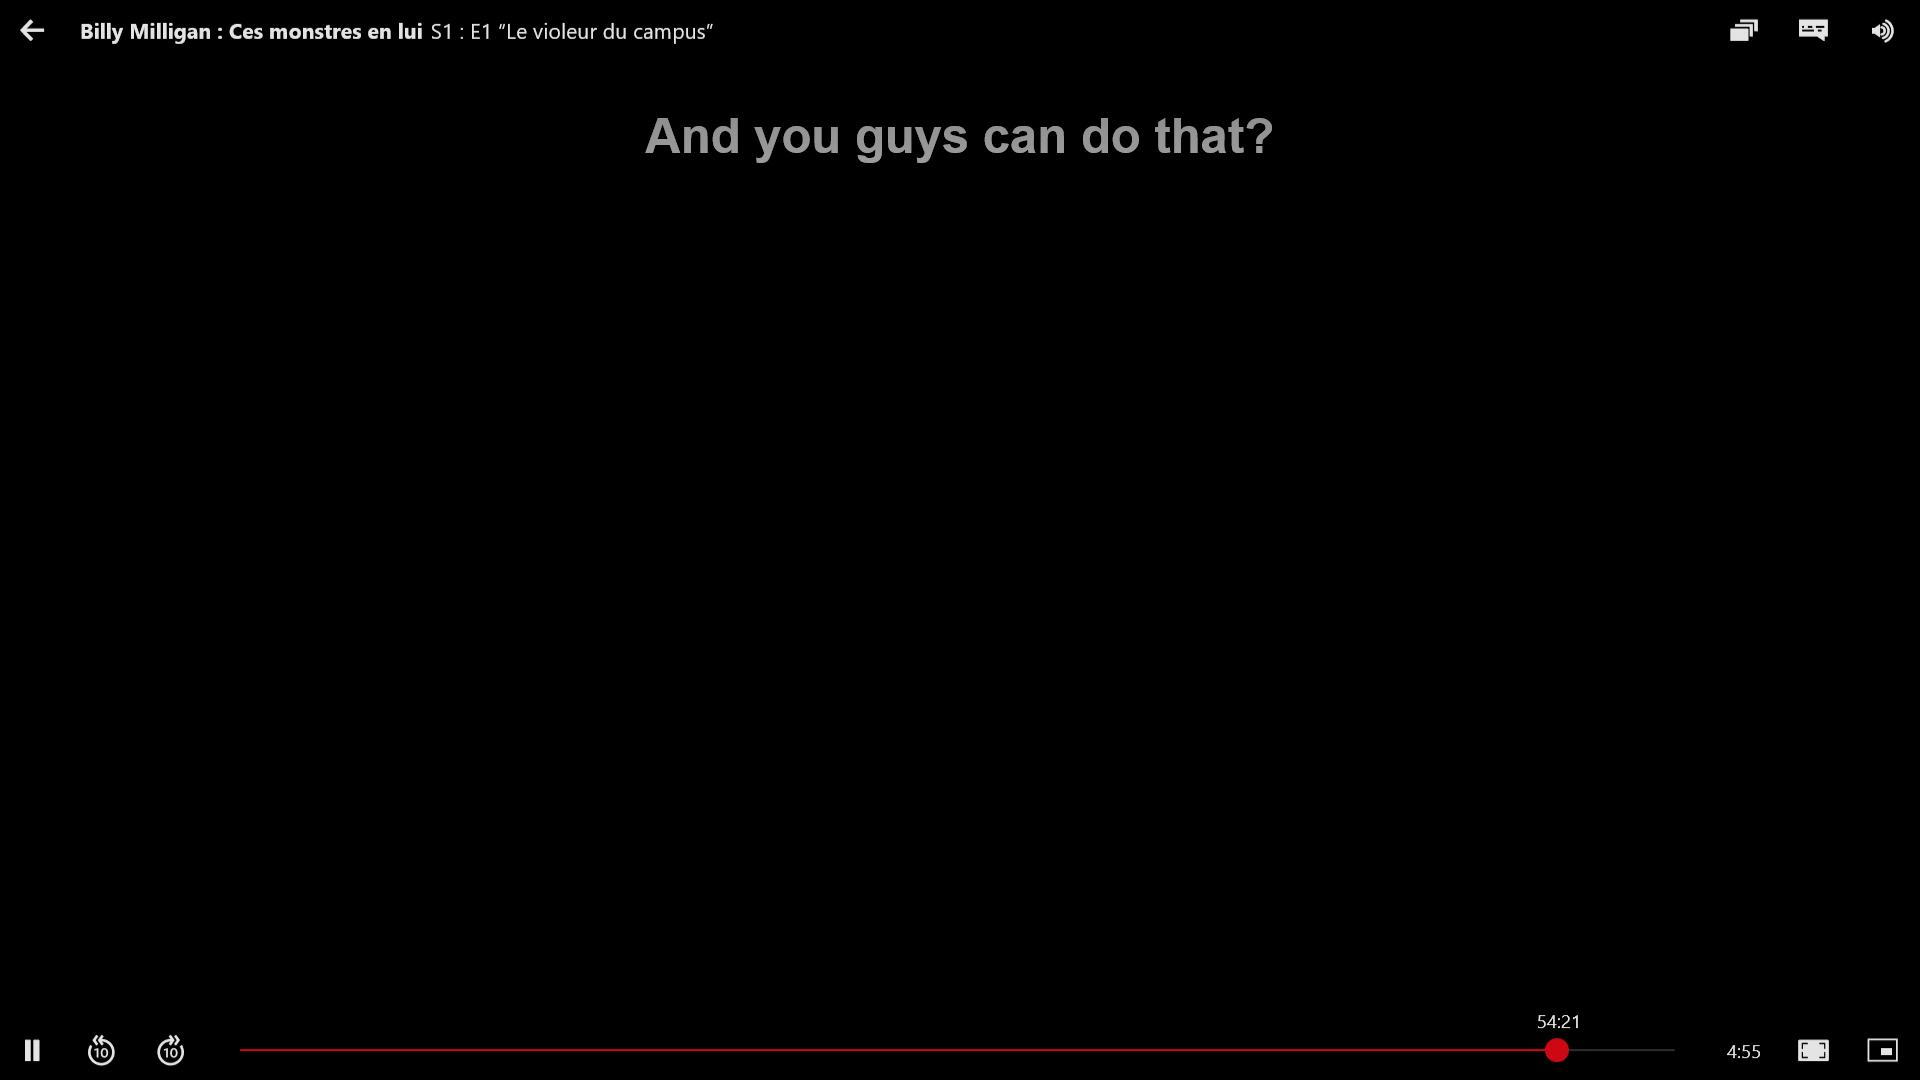 Billy Milligan : Ces monstres en lui S1 : E1 “Le violeur du campus”
And you guys can do that?
54:21
10 10 4:55